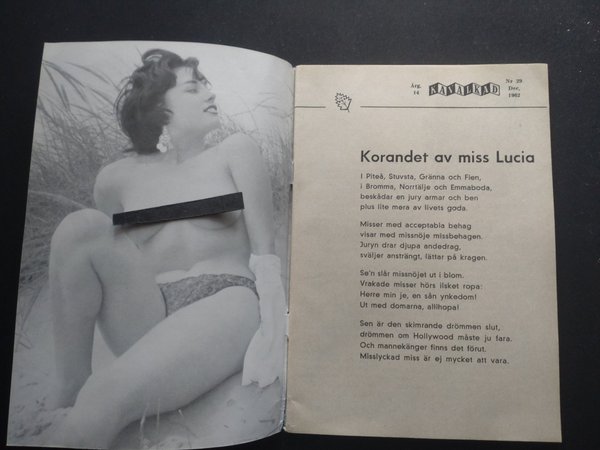 Årg. 14
KAVALKAD
Nr 29
Dec.
1962
Korandet av miss Lucia
I Piteå, Stuvsta, Gränna och Flen,
i Bromma, Norrtälje och Emmaboda,
beskådar en jury armar och ben
plus lite mera av livets goda.
Misser med acceptabla behag
visar med missnöje missbehagen.
Juryn drar djupa andedrag,
sväljer ansträngt, lättar på kragen.
Se'n slår missnöjet ut i blom.
Vrakade misser hörs ilsket ropa:
Herre min je, en sån ynkedom!
Ut med domarna, allihopa!
Sen är den skimrande drömmen slut,
drömmen om Hollywood måste ju fara.
Och mannekänger finns det förut.
Misslyckad miss är ej mycket att vara.